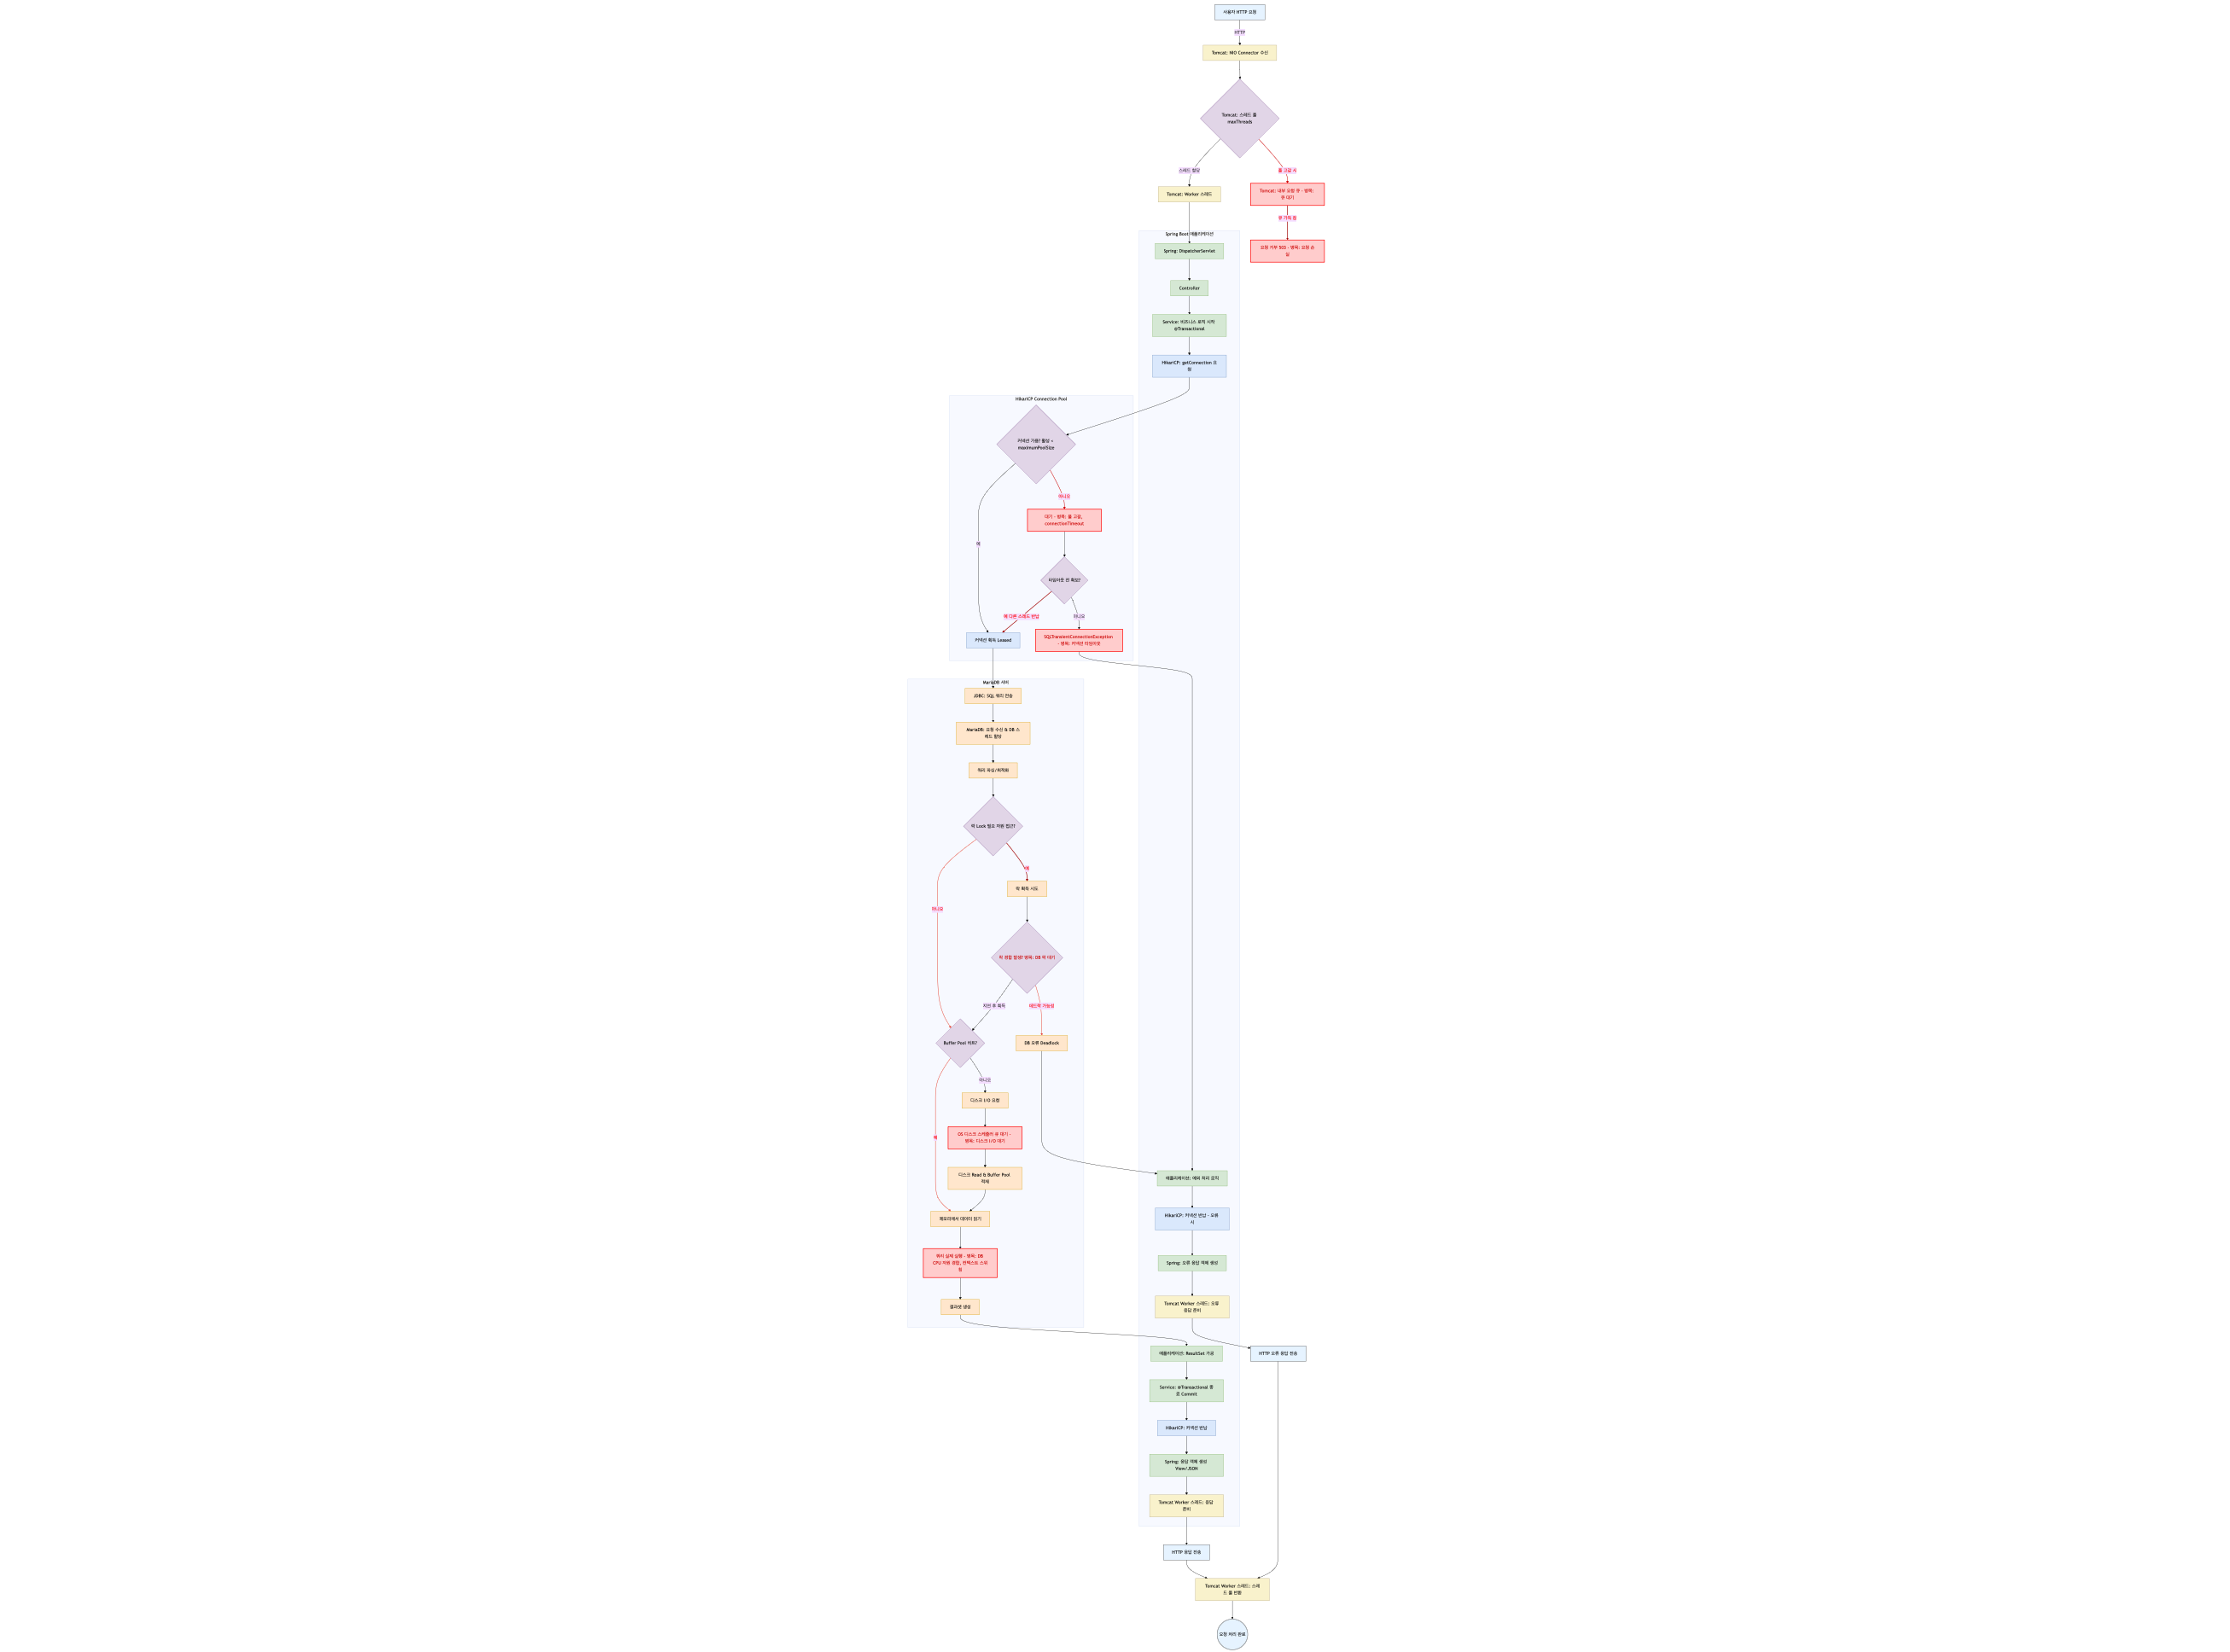 사용자 HTTP 요청
HTTP
Tomcat: NIO Connector 수신
Tomcat: 스레드 풀
maxThreads
스레드 할당
풀 고갈 시
Tomcat: Worker 스레드
Tomcat: 내부 요청 큐 - 병목:
큐 대기
큐 가득 참
요청 거부 503 - 병목: 요청 손
실
Spring Boot 애플리케이션
Spring: DispatcherServlet
Controller
Service: 비즈니스 로직 시작
@Transactional
HikariCP: getConnection 요
청
HikariCP Connection Pool
커넥션 가용? 활성 <
maximumPoolSize
아니오
대기 - 병목: 풀 고갈,
connectionTimeout
예
타임아웃 전 확보?
예 다른 스레드 반납
아니오
커넥션 획득 Leased
SQLTransientConnectionException
- 병목: 커넥션 타임아웃
MariaDB 서버
JDBC: SQL 쿼리 전송
MariaDB: 요청 수신 & DB 스
레드 할당
쿼리 파싱/최적화
락 Lock 필요 자원 접근?
예
락 획득 시도
아니오
락 경합 발생? 병목: DB 락 대기
지연 후 획득
데드락 가능성
Buffer Pool 히트?
DB 오류 Deadlock
아니오
디스크 I/O 요청
OS 디스크 스케줄러 큐 대기 -
병목: 디스크 I/O 대기
예
디스크 Read & Buffer Pool
적재
애플리케이션: 예외 처리 로직
메모리에서 데이터 읽기
HikariCP: 커넥션 반납 - 오류
시
쿼리 실제 실행 - 병목: DB
CPU 자원 경합, 컨텍스트 스위
칭
Spring: 오류 응답 객체 생성
결과셋 생성
Tomcat Worker 스레드: 오류
응답 준비
애플리케이션: ResultSet 가공
HTTP 오류 응답 전송
Service: @Transactional 종
료 Commit
HikariCP: 커넥션 반납
Spring: 응답 객체 생성
View/JSON
Tomcat Worker 스레드: 응답
준비
HTTP 응답 전송
Tomcat Worker 스레드: 스레
드 풀 반환
요청 처리 완료